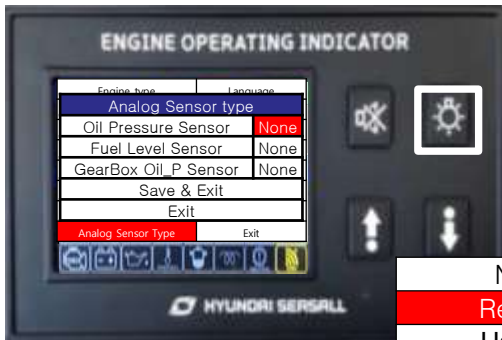 ENGINE OPERATING INDICATOR
Engine type Language
Analog Sensor type
Oil Pressure Sensor None
Fuel Level Sensor None
GearBox Oil_P Sensor None
Save & Exit
Exit
Analog Sensor Type Exit
HYUNDAI SEASALL